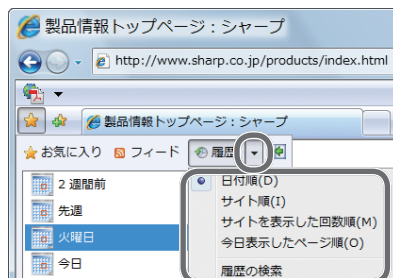 製品情報トップページ：シャープ
http://www.sharp.co.jp/products/index.html
製品情報トップページ：シャープ
お気に入り フィード 履歴
2 週間前
先週
火曜日
今日
日付順(D)
サイト順(I)
サイトを表示した回数順(M)
今日表示したページ順(O)
履歴の検索